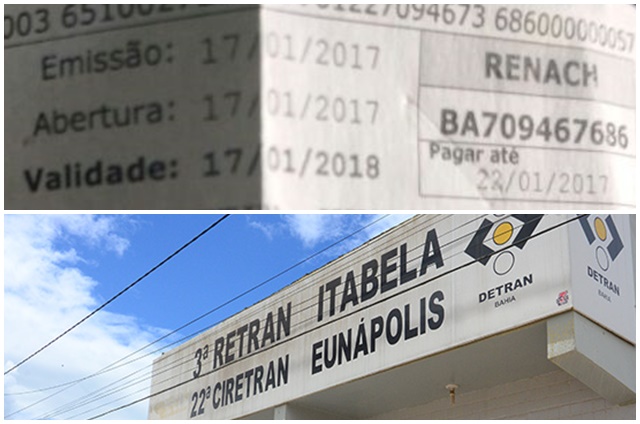 003 6510027
01227094673 686000000057
Emissão: 17/01/2017
Abertura: 17/01/2017
Validade: 17/01/2018
RENACH
BA709467686
Pagar até
22/01/2017
3ª RETRAN ITABELA
22ª CIRETRAN EUNÁPOLIS
DETRAN
BAHIA
DETRAN
BAHIA